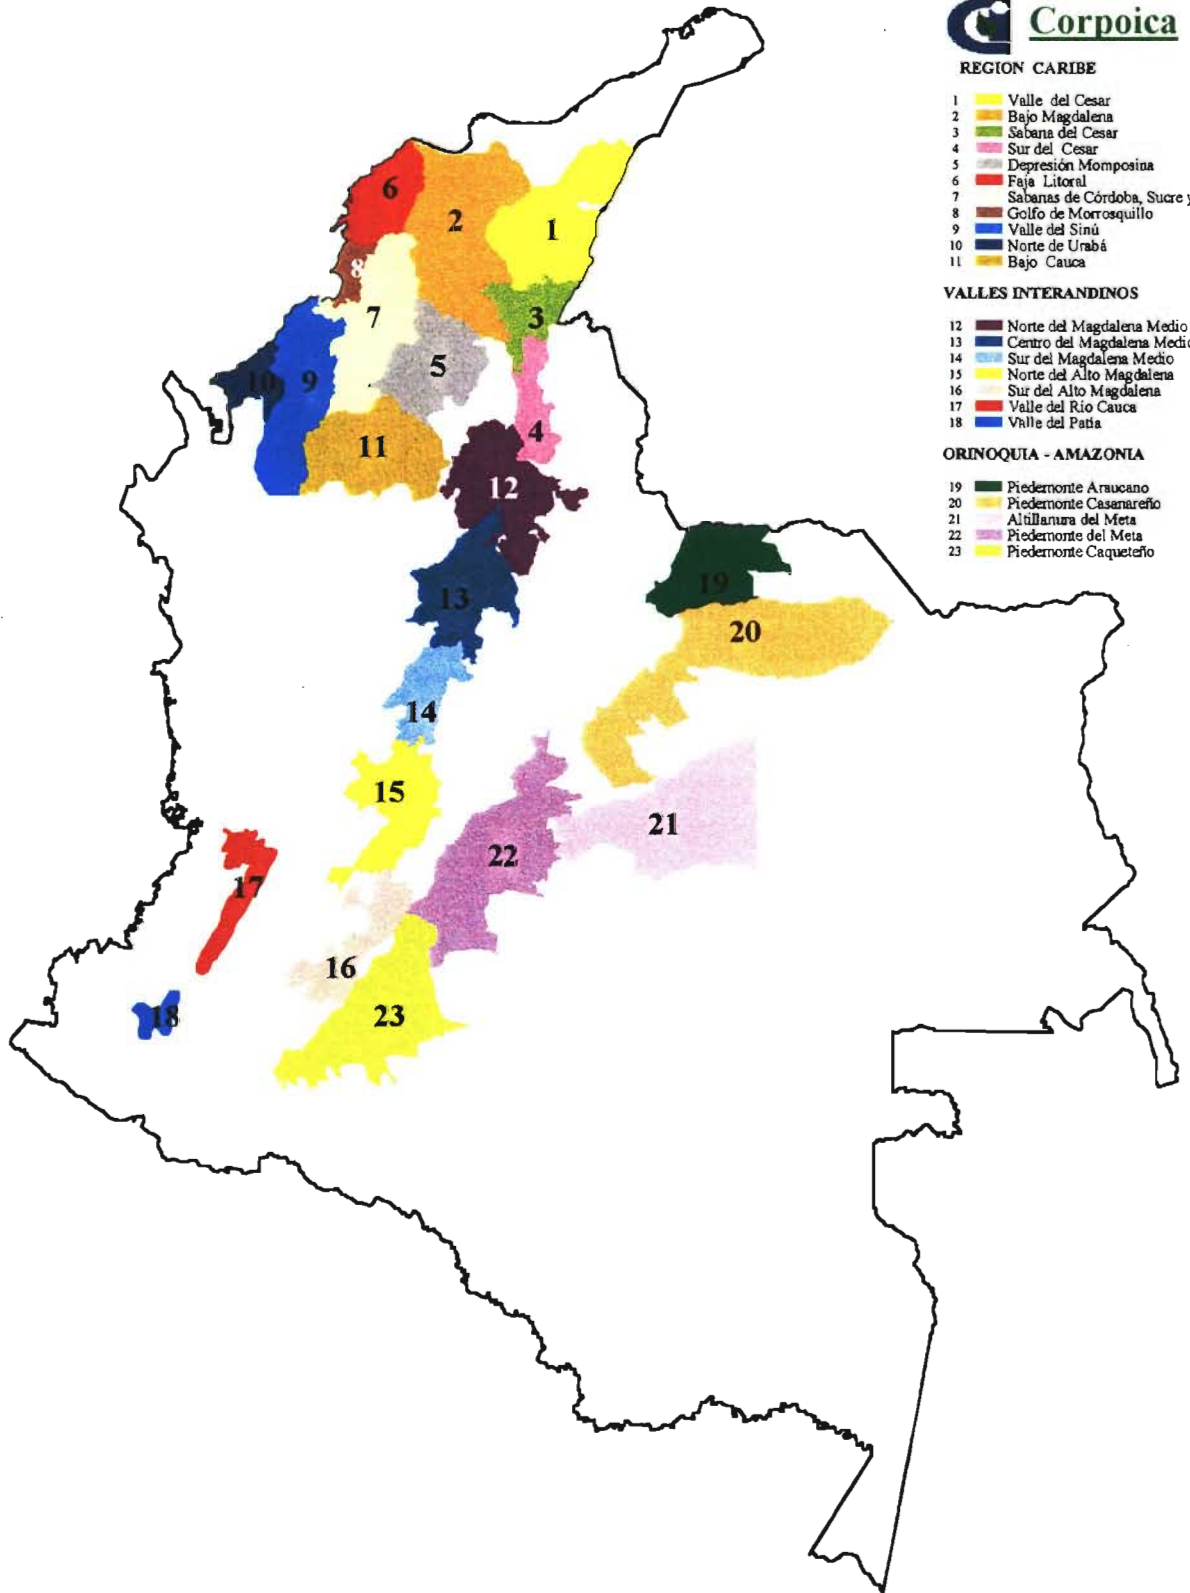 Corpoica
REGION CARIBE
1 Valle del Cesar
2 Bajo Magdalena
3 Sabana del Cesar
4 Sur del Cesar
5 Depresión Momposina
6 Faja Litoral
7 Sabanas de Córdoba, Sucre y
8 Golfo de Morrosquillo
9 Valle del Sinú
10 Norte de Urabá
11 Bajo Cauca
VALLES INTERANDINOS
12 Norte del Magdalena Medio
13 Centro del Magdalena Medio
14 Sur del Magdalena Medio
15 Norte del Alto Magdalena
16 Sur del Alto Magdalena
17 Valle del Río Cauca
18 Valle del Patía
ORINOQUIA - AMAZONIA
19 Piedemonte Araucano
20 Piedemonte Casanareño
21 Altillanura del Meta
22 Piedemonte del Meta
23 Piedemonte Caqueteño
6
2
1
8
7
3
5
10
9
4
11
12
19
13
20
14
15
21
22
17
16
18
23